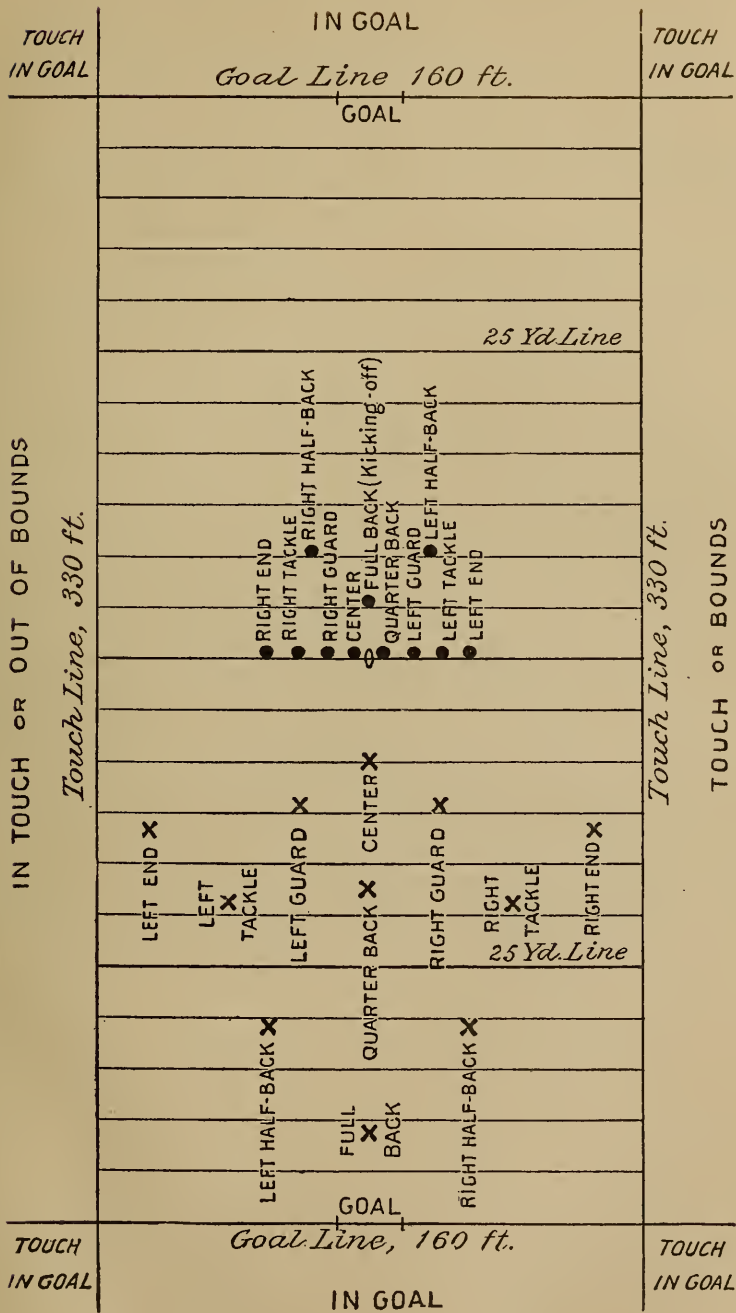 IN GOAL
TOUCH
IN GOAL
TOUCH
IN GOAL
Goal Line 160 ft.
GOAL
25 Yd. Line
RIGHT END
RIGHT TACKLE
RIGHT HALF-BACK
RIGHT GUARD
CENTER
FULL BACK (Kicking-off)
QUARTER BACK
LEFT GUARD
LEFT HALF-BACK
LEFT TACKLE
LEFT END
IN TOUCH OR OUT OF BOUNDS
Touch Line, 330 ft.
Touch Line, 330 ft.
TOUCH OR BOUNDS
LEFT END
LEFT
TACKLE
LEFT GUARD
CENTER
QUARTER BACK
RIGHT GUARD
RIGHT
TACKLE
RIGHT END
25 Yd. Line
LEFT HALF-BACK
FULL
BACK
RIGHT HALF-BACK
GOAL
Goal Line, 160 ft.
TOUCH
IN GOAL
TOUCH
IN GOAL
IN GOAL